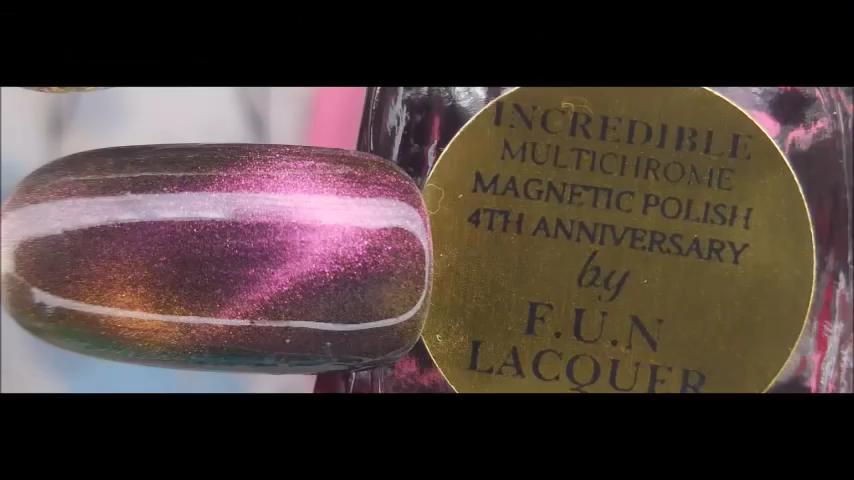 INCREDIBLE
MULTICHROME
MAGNETIC POLISH
4TH ANNIVERSARY
by
F.U.N
LACQUER